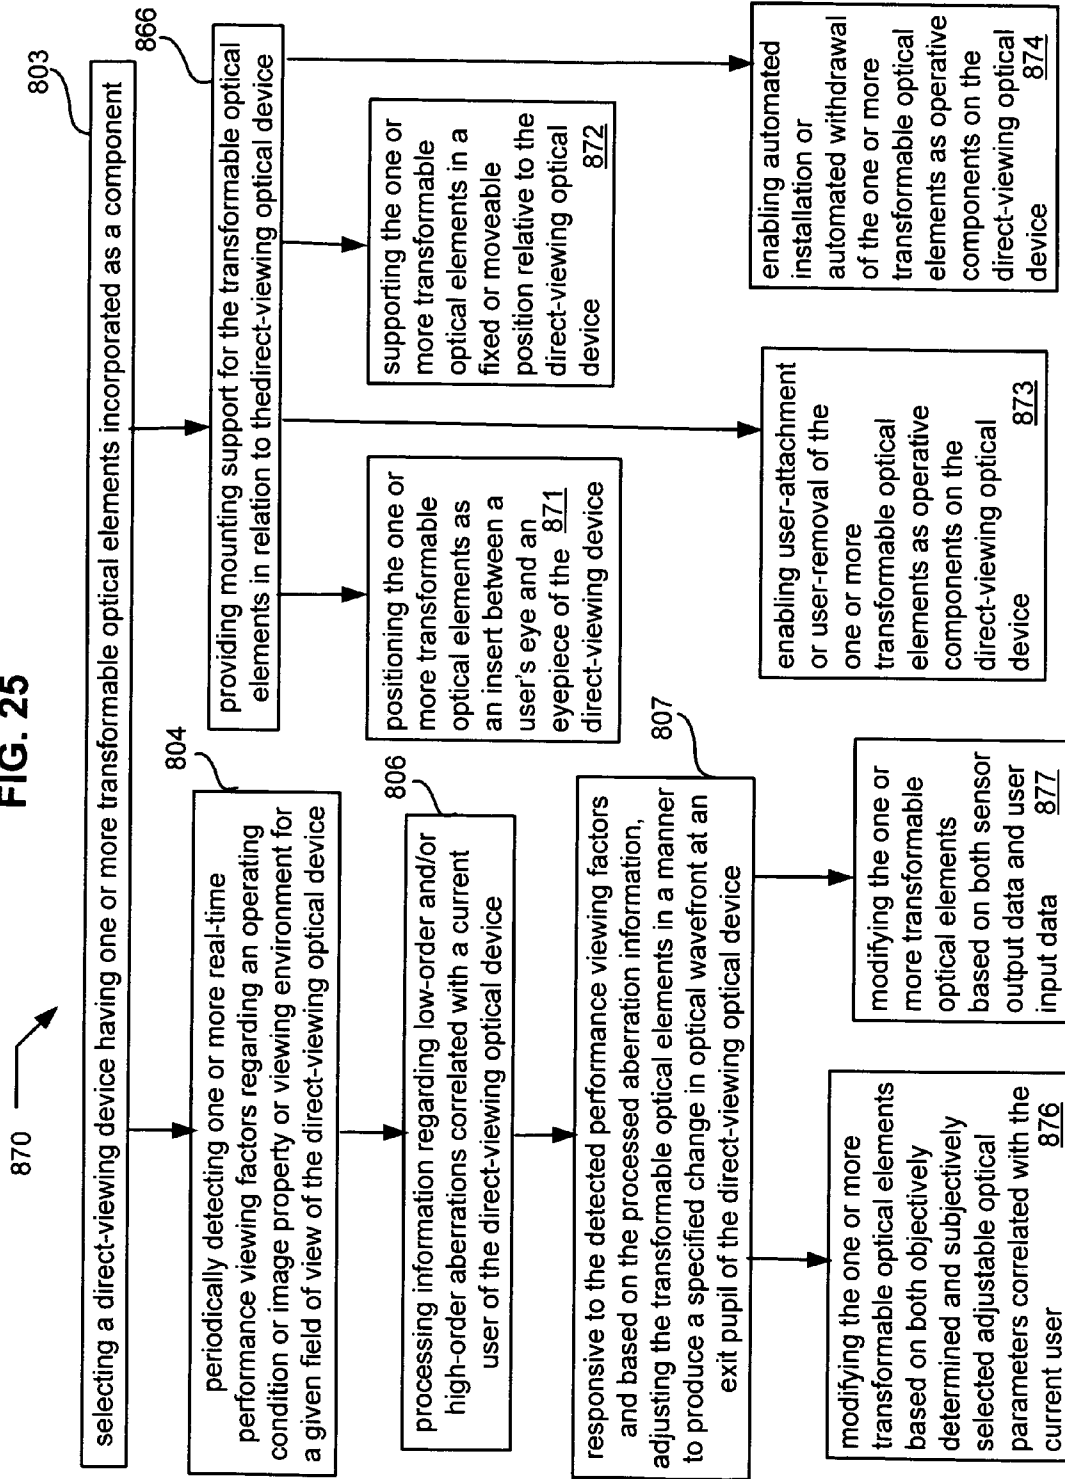 FIG. 25
870
803
selecting a direct-viewing device having one or more transformable optical elements incorporated as a component
804
periodically detecting one or more real-time
performance viewing factors regarding an operating
condition or image property or viewing environment for
a given field of view of the direct-viewing optical device
806
processing information regarding low-order and/or
high-order aberrations correlated with a current
user of the direct-viewing optical device
807
responsive to the detected performance viewing factors
and based on the processed aberration information,
adjusting the transformable optical elements in a manner
to produce a specified change in optical wavefront at an
exit pupil of the direct-viewing optical device
modifying the one or more
transformable optical elements
based on both objectively
determined and subjectively
selected adjustable optical
parameters correlated with the
current user 876
modifying the one or
more transformable
optical elements
based on both sensor
output data and user
input data 877
866
providing mounting support for the transformable optical
elements in relation to thedirect-viewing optical device
positioning the one or
more transformable
optical elements as
an insert between a
user's eye and an
eyepiece of the 871
direct-viewing device
supporting the one or
more transformable
optical elements in a
fixed or moveable
position relative to the
direct-viewing optical
device 872
enabling user-attachment
or user-removal of the
one or more
transformable optical
elements as operative
components on the
direct-viewing optical
device 873
enabling automated
installation or
automated withdrawal
of the one or more
transformable optical
elements as operative
components on the
direct-viewing optical
device 874